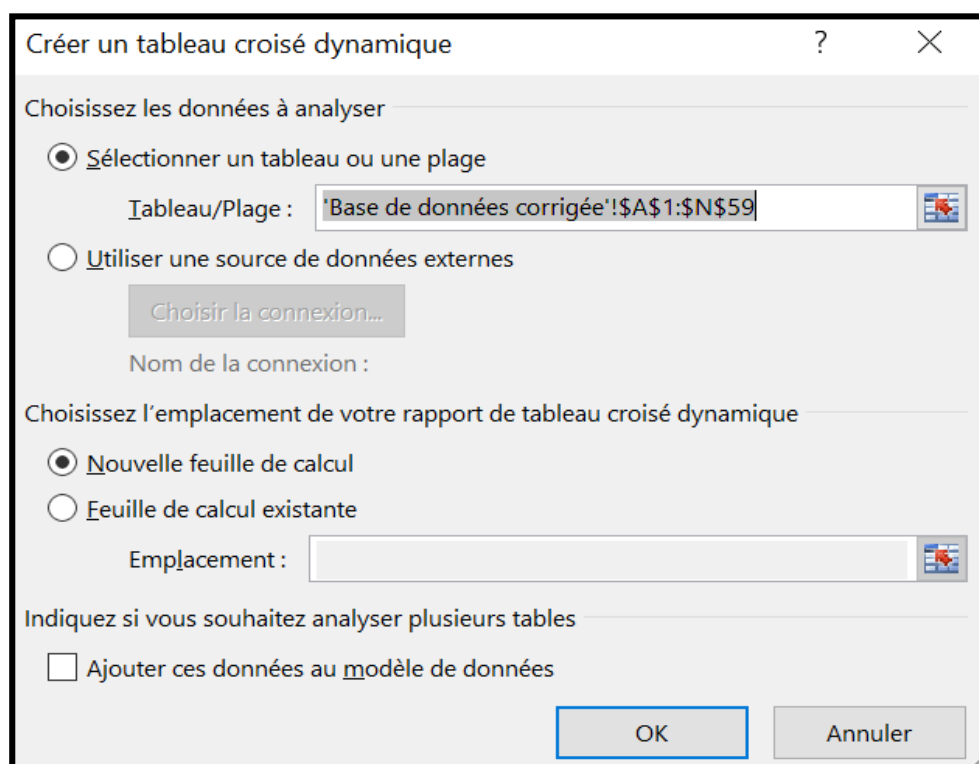 Créer un tableau croisé dynamique ?
Choisissez les données à analyser
Sélectionner un tableau ou une plage
Tableau/Plage : 'Base de données corrigée'!$A$1:$N$59
Utiliser une source de données externes
Choisir la connexion...
Nom de la connexion :
Choisissez l'emplacement de votre rapport de tableau croisé dynamique
Nouvelle feuille de calcul
Feuille de calcul existante
Emplacement :
Indiquez si vous souhaitez analyser plusieurs tables
Ajouter ces données au modèle de données
OK Annuler